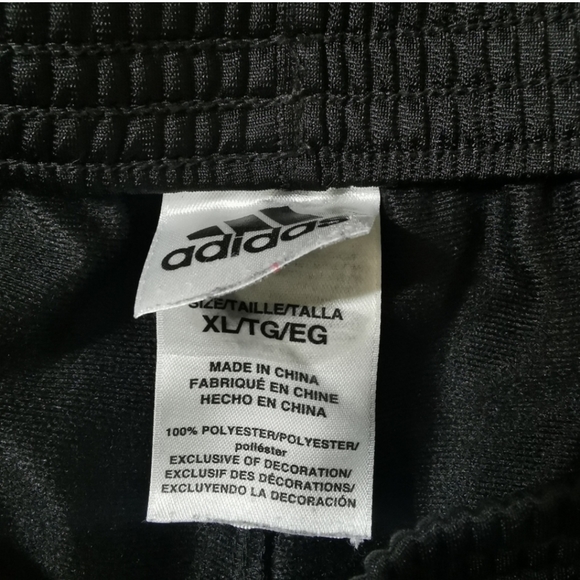 adidas
SIZE/TAILLE/TALLA
XL/TG/EG
MADE IN CHINA
FABRIQUÉ EN CHINE
HECHO EN CHINA
100% POLYESTER/POLYESTER/
poliéster
EXCLUSIVE OF DECORATION/
EXCLUSIF DES DÉCORATIONS/
EXCLUYENDO LA DECORACIÓN